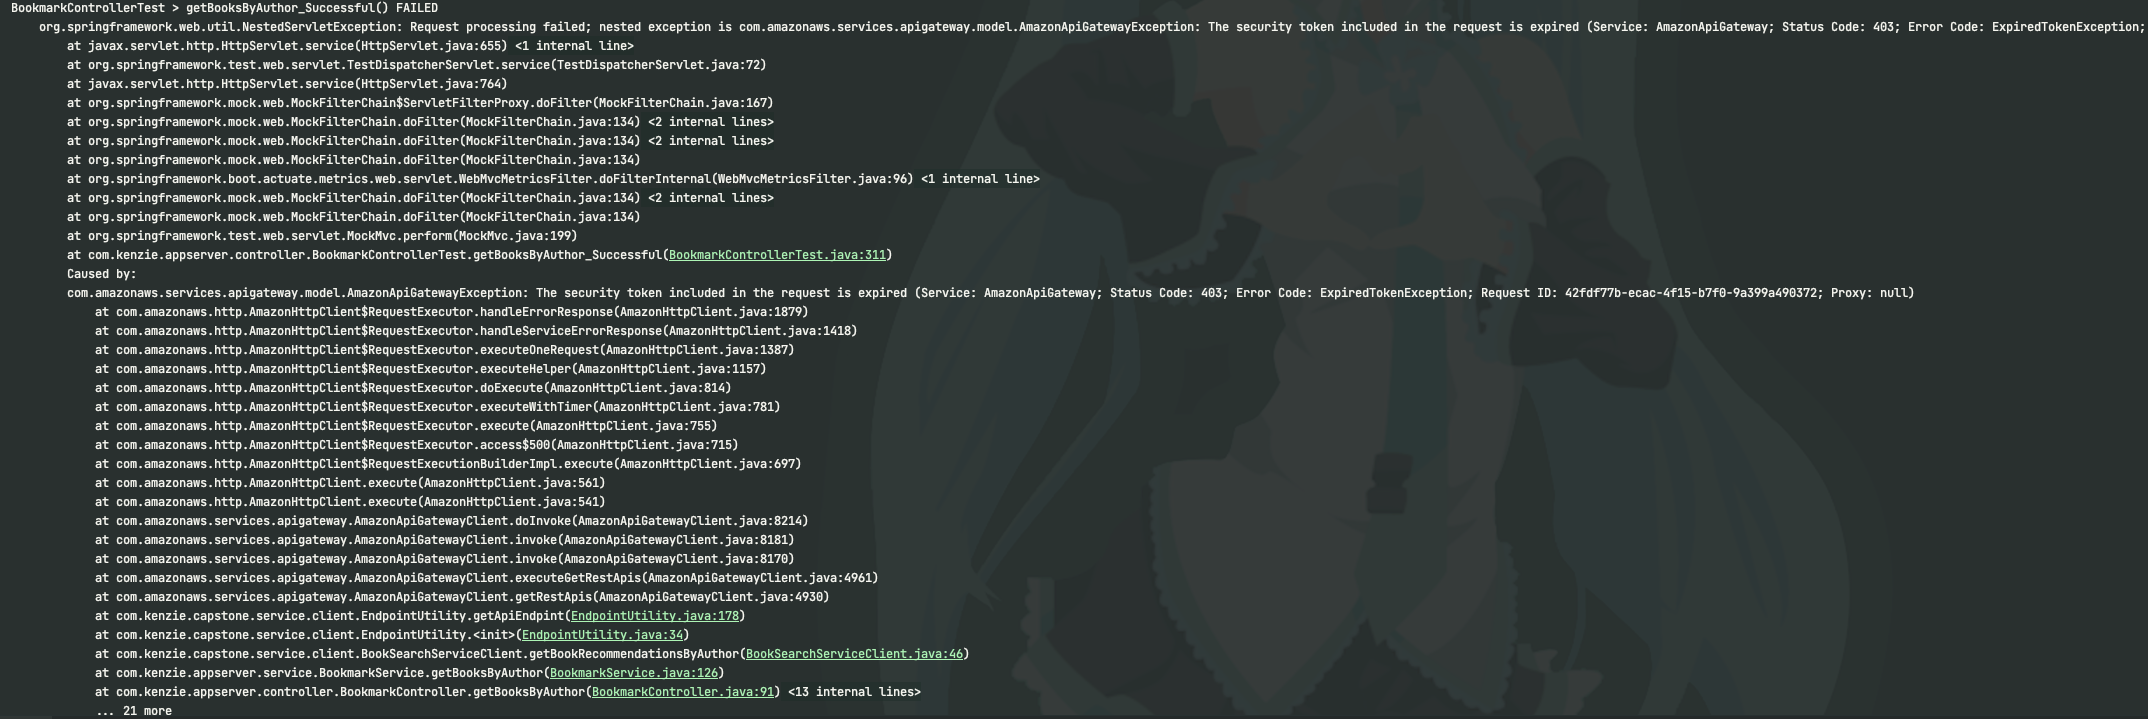 BookmarkControllerTest > getBooksByAuthor_Successful() FAILED
org.springframework.web.util.NestedServletException: Request processing failed; nested exception is com.amazonaws.services.apigateway.model.AmazonApiGatewayException: The security token included in the request is expired (Service: AmazonApiGateway; Status Code: 403; Error Code: ExpiredTokenException;
at javax.servlet.http.HttpServlet.service(HttpServlet.java:655) <1 internal line>
at org.springframework.test.web.servlet.TestDispatcherServlet.service(TestDispatcherServlet.java:72)
at javax.servlet.http.HttpServlet.service(HttpServlet.java:764)
at org.springframework.mock.web.MockFilterChain$ServletFilterProxy.doFilter(MockFilterChain.java:167)
at org.springframework.mock.web.MockFilterChain.doFilter(MockFilterChain.java:134) <2 internal lines>
at org.springframework.mock.web.MockFilterChain.doFilter(MockFilterChain.java:134) <2 internal lines>
at org.springframework.mock.web.MockFilterChain.doFilter(MockFilterChain.java:134)
at org.springframework.boot.actuate.metrics.web.servlet.WebMvcMetricsFilter.doFilterInternal(WebMvcMetricsFilter.java:96) <1 internal line>
at org.springframework.mock.web.MockFilterChain.doFilter(MockFilterChain.java:134) <2 internal lines>
at org.springframework.mock.web.MockFilterChain.doFilter(MockFilterChain.java:134)
at org.springframework.test.web.servlet.MockMvc.perform(MockMvc.java:199)
at com.kenzie.appserver.controller.BookmarkControllerTest.getBooksByAuthor_Successful(BookmarkControllerTest.java:311)
Caused by:
com.amazonaws.services.apigateway.model.AmazonApiGatewayException: The security token included in the request is expired (Service: AmazonApiGateway; Status Code: 403; Error Code: ExpiredTokenException; Request ID: 42fdf77b-ecac-4f15-b7f0-9a399a490372; Proxy: null)
at com.amazonaws.http.AmazonHttpClient$RequestExecutor.handleErrorResponse(AmazonHttpClient.java:1879)
at com.amazonaws.http.AmazonHttpClient$RequestExecutor.handleServiceErrorResponse(AmazonHttpClient.java:1418)
at com.amazonaws.http.AmazonHttpClient$RequestExecutor.executeOneRequest(AmazonHttpClient.java:1387)
at com.amazonaws.http.AmazonHttpClient$RequestExecutor.executeHelper(AmazonHttpClient.java:1157)
at com.amazonaws.http.AmazonHttpClient$RequestExecutor.doExecute(AmazonHttpClient.java:814)
at com.amazonaws.http.AmazonHttpClient$RequestExecutor.executeWithTimer(AmazonHttpClient.java:781)
at com.amazonaws.http.AmazonHttpClient$RequestExecutor.execute(AmazonHttpClient.java:755)
at com.amazonaws.http.AmazonHttpClient$RequestExecutor.access$500(AmazonHttpClient.java:715)
at com.amazonaws.http.AmazonHttpClient$RequestExecutionBuilderImpl.execute(AmazonHttpClient.java:697)
at com.amazonaws.http.AmazonHttpClient.execute(AmazonHttpClient.java:561)
at com.amazonaws.http.AmazonHttpClient.execute(AmazonHttpClient.java:541)
at com.amazonaws.services.apigateway.AmazonApiGatewayClient.doInvoke(AmazonApiGatewayClient.java:8214)
at com.amazonaws.services.apigateway.AmazonApiGatewayClient.invoke(AmazonApiGatewayClient.java:8181)
at com.amazonaws.services.apigateway.AmazonApiGatewayClient.invoke(AmazonApiGatewayClient.java:8170)
at com.amazonaws.services.apigateway.AmazonApiGatewayClient.executeGetRestApis(AmazonApiGatewayClient.java:4961)
at com.amazonaws.services.apigateway.AmazonApiGatewayClient.getRestApis(AmazonApiGatewayClient.java:4930)
at com.kenzie.capstone.service.client.EndpointUtility.getApiEndpint(EndpointUtility.java:178)
at com.kenzie.capstone.service.client.EndpointUtility.<init>(EndpointUtility.java:34)
at com.kenzie.capstone.service.client.BookSearchServiceClient.getBookRecommendationsByAuthor(BookSearchServiceClient.java:46)
at com.kenzie.appserver.service.BookmarkService.getBooksByAuthor(BookmarkService.java:126)
at com.kenzie.appserver.controller.BookmarkController.getBooksByAuthor(BookmarkController.java:91) <13 internal lines>
... 21 more